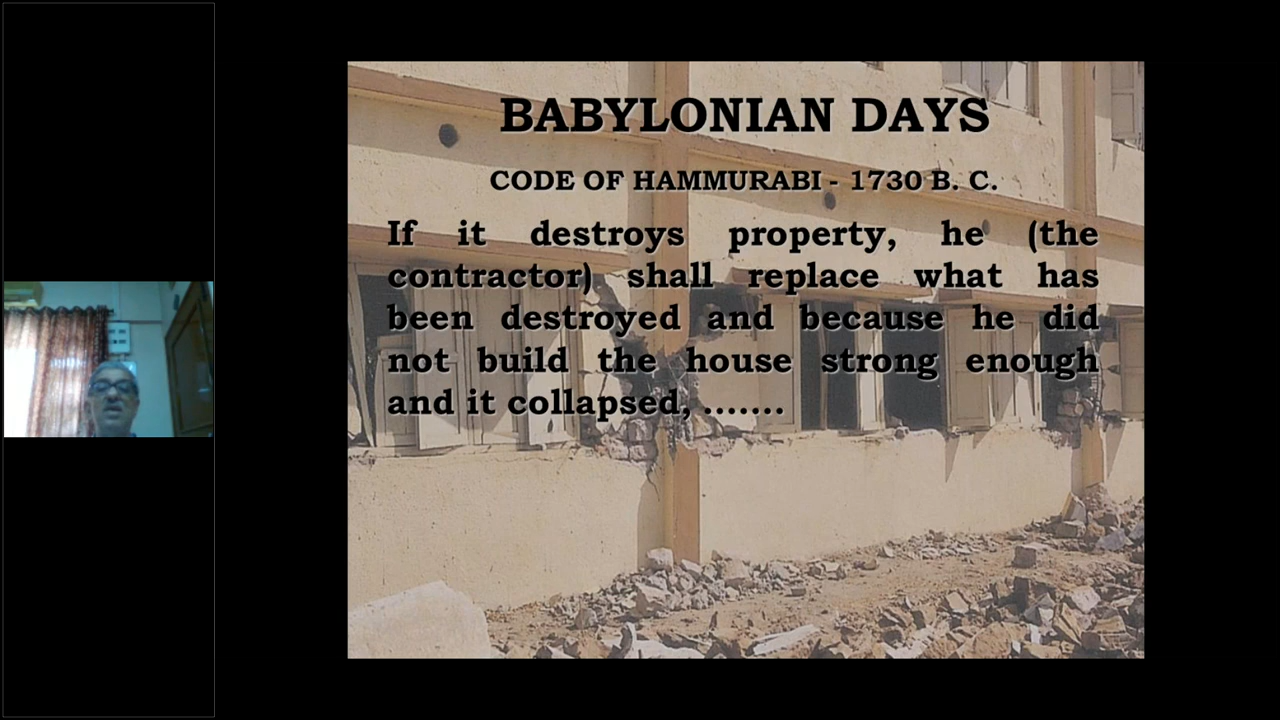 BABYLONIAN DAYS
CODE OF HAMMURABI - 1730 B. C.
If it destroys property, he (the
contractor) shall replace what has
been destroyed and because he did
not build the house strong enough
and it collapsed, .......